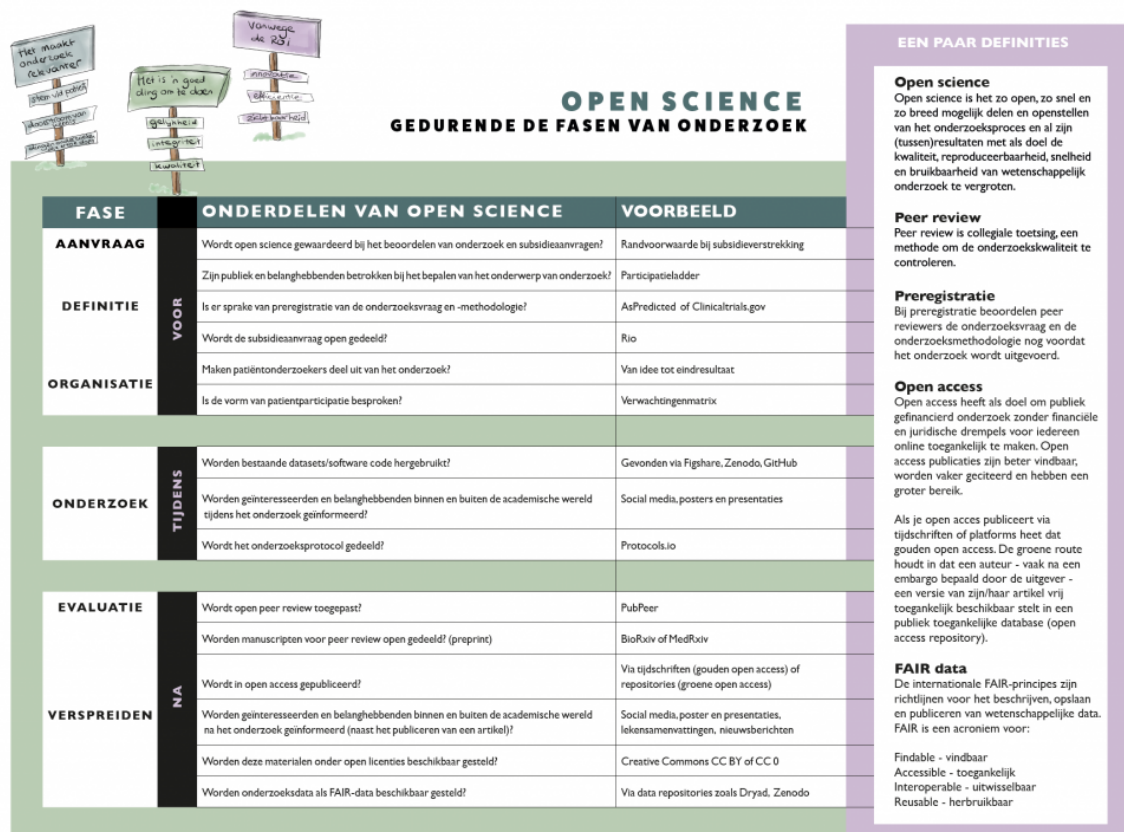 Het maakt
onderzoek
relevanter
stem v/d patiënt
Het is 'n goed
ding om te doen
gelijkheid
integriteit
kwaliteit
Vanwege
de R3i
innovatie
efficiëntie
zichtbaarheid
OPEN SCIENCE
GEDURENDE DE FASEN VAN ONDERZOEK
FASE
ONDERDELEN VAN OPEN SCIENCE
VOORBEELD
AANVRAAG
VOOR
Wordt open science gewaardeerd bij het beoordelen van onderzoek en subsidieaanvragen?
Randvoorwaarde bij subsidieverstrekking
Zijn publiek en belanghebbenden betrokken bij het bepalen van het onderwerp van onderzoek?
Participatieladder
DEFINITIE
Is er sprake van preregistratie van de onderzoeksvraag en -methodologie?
AsPredicted of Clinicaltrials.gov
Wordt de subsidieaanvraag open gedeeld?
Rio
ORGANISATIE
Maken patiëntonderzoekers deel uit van het onderzoek?
Van idee tot eindresultaat
Is de vorm van patientparticipatie besproken?
Verwachtingenmatrix
ONDERZOEK
TIJDENS
Worden bestaande datasets/software code hergebruikt?
Gevonden via Figshare, Zenodo, GitHub
Worden geïnteresseerden en belanghebbenden binnen en buiten de academische wereld
tijdens het onderzoek geïnformeerd?
Social media, posters en presentaties
Wordt het onderzoeksprotocol gedeeld?
Protocols.io
EVALUATIE
NA
Wordt open peer review toegepast?
PubPeer
Worden manuscripten voor peer review open gedeeld? (preprint)
BioRxiv of MedRxiv
Wordt in open access gepubliceerd?
Via tijdschriften (gouden open access) of
repositories (groene open access)
VERSPREIDEN
Worden geïnteresseerden en belanghebbenden binnen en buiten de academische wereld
na het onderzoek geïnformeerd (naast het publiceren van een artikel)?
Social media, poster en presentaties,
lekensamenvattingen, nieuwsberichten
Worden deze materialen onder open licenties beschikbaar gesteld?
Creative Commons CC BY of CC 0
Worden onderzoeksdata als FAIR-data beschikbaar gesteld?
Via data repositories zoals Dryad, Zenodo
EEN PAAR DEFINITIES
Open science
Open science is het zo open, zo snel en
zo breed mogelijk delen en openstellen
van het onderzoeksproces en al zijn
(tussen)resultaten met als doel de
kwaliteit, reproduceerbaarheid, snelheid
en bruikbaarheid van wetenschappelijk
onderzoek te vergroten.
Peer review
Peer review is collegiale toetsing, een
methode om de onderzoekskwaliteit te
controleren.
Preregistratie
Bij preregistratie beoordelen peer
reviewers de onderzoeksvraag en de
onderzoeksmethodologie nog voordat
het onderzoek wordt uitgevoerd.
Open access
Open access heeft als doel om publiek
gefinancierd onderzoek zonder financiële
en juridische drempels voor iedereen
online toegankelijk te maken. Open
access publicaties zijn beter vindbaar,
worden vaker geciteerd en hebben een
groter bereik.
Als je open acces publiceert via
tijdschriften of platforms heet dat
gouden open access. De groene route
houdt in dat een auteur - vaak na een
embargo bepaald door de uitgever -
een versie van zijn/haar artikel vrij
toegankelijk beschikbaar stelt in een
publiek toegankelijke database (open
access repository).
FAIR data
De internationale FAIR-principes zijn
richtlijnen voor het beschrijven, opslaan
en publiceren van wetenschappelijke data.
FAIR is een acroniem voor:
Findable - vindbaar
Accessible - toegankelijk
Interoperable - uitwisselbaar
Reusable - herbruikbaar